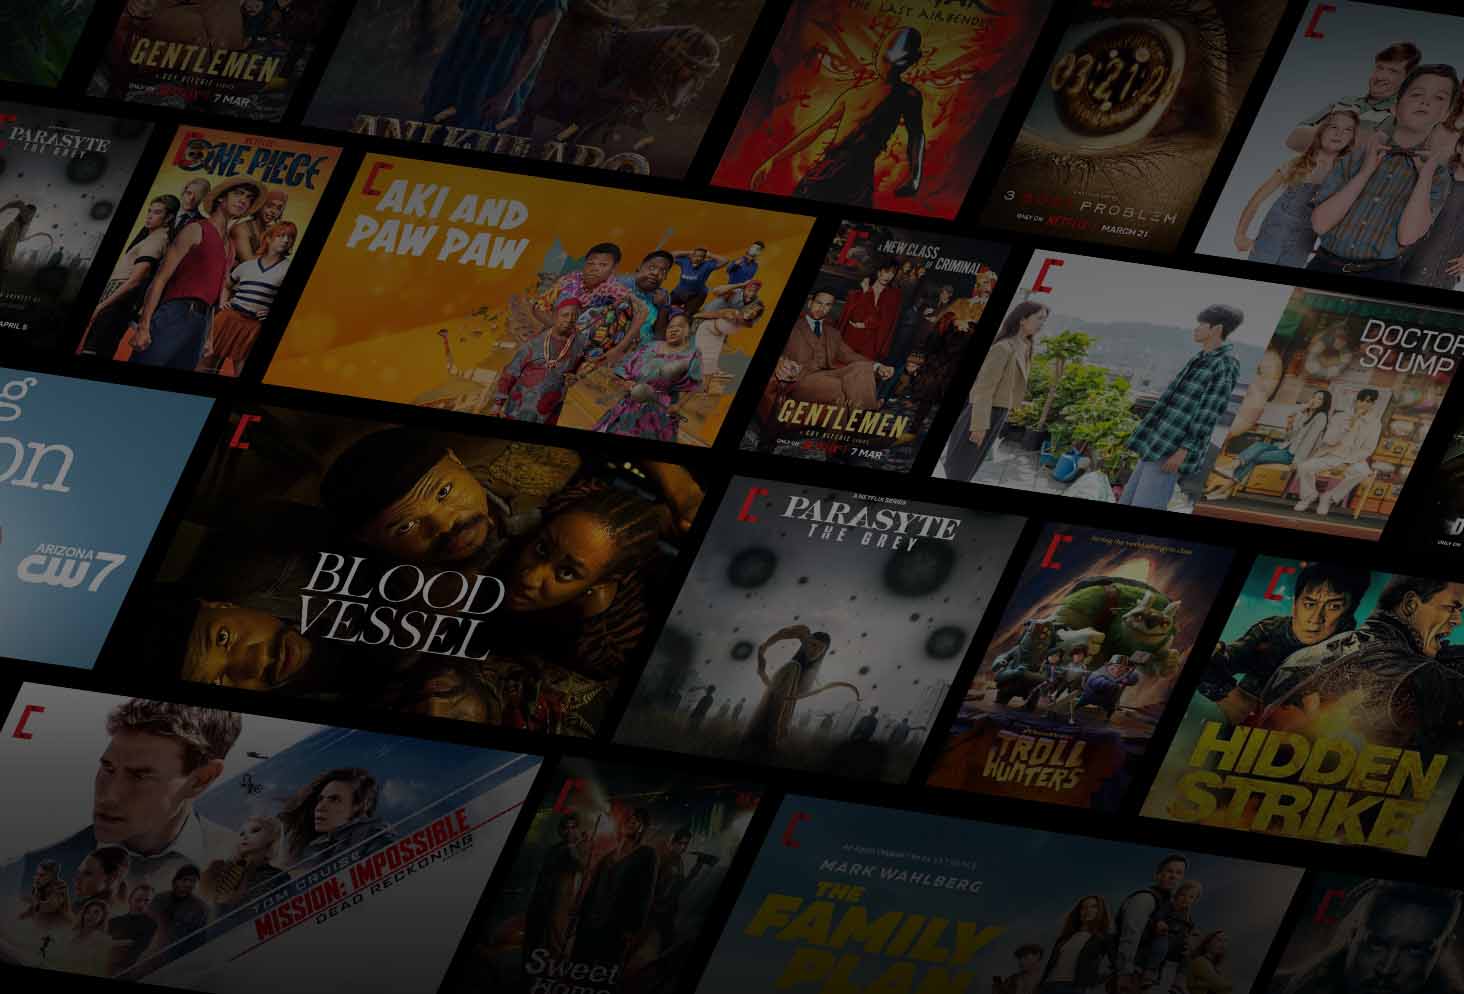 GENTLEMEN
A GUY RITCHIE SERIES
7 MAR
ANIKULAPO
THE LAST AIRBENDER
03:21:24
3 BODY PROBLEM
ONLY ON NETFLIX
MARCH 21
PARASYTE
THE GREY
APRIL 5
NETFLIX
ONE PIECE
AKI AND
PAW PAW
A NEW CLASS
OF CRIMINAL
GENTLEMEN
A GUY RITCHIE SERIES
ONLY ON NETFLIX 7 MAR
DOCTOR
SLUMP
g
on
ARIZONA
CW7
BLOOD
VESSEL
A NETFLIX SERIES
PARASYTE
THE GREY
TROLL
HUNTERS
HIDDEN
STRIKE
TOM CRUISE
MISSION: IMPOSSIBLE
DEAD RECKONING
Sweet
Home
MARK WAHLBERG
THE
FAMILY
PLAN